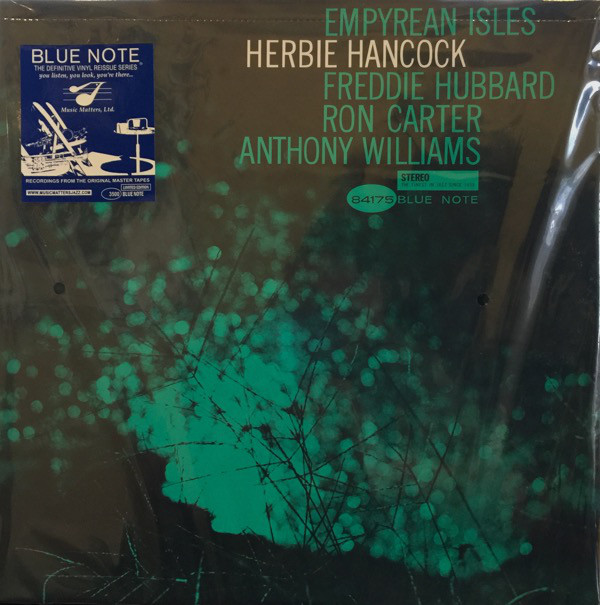 EMPYREAN ISLES
HERBIE HANCOCK
FREDDIE HUBBARD
RON CARTER
ANTHONY WILLIAMS
STEREO
84175 BLUE NOTE
BLUE NOTE
THE DEFINITIVE VINYL REISSUE SERIES
you listen, you look, you're there...
Music Matters, Ltd.
RECORDINGS FROM THE ORIGINAL MASTER TAPES
WWW.MUSICMATTERSJAZZ.COM
3500 LIMITED EDITION
BLUE NOTE